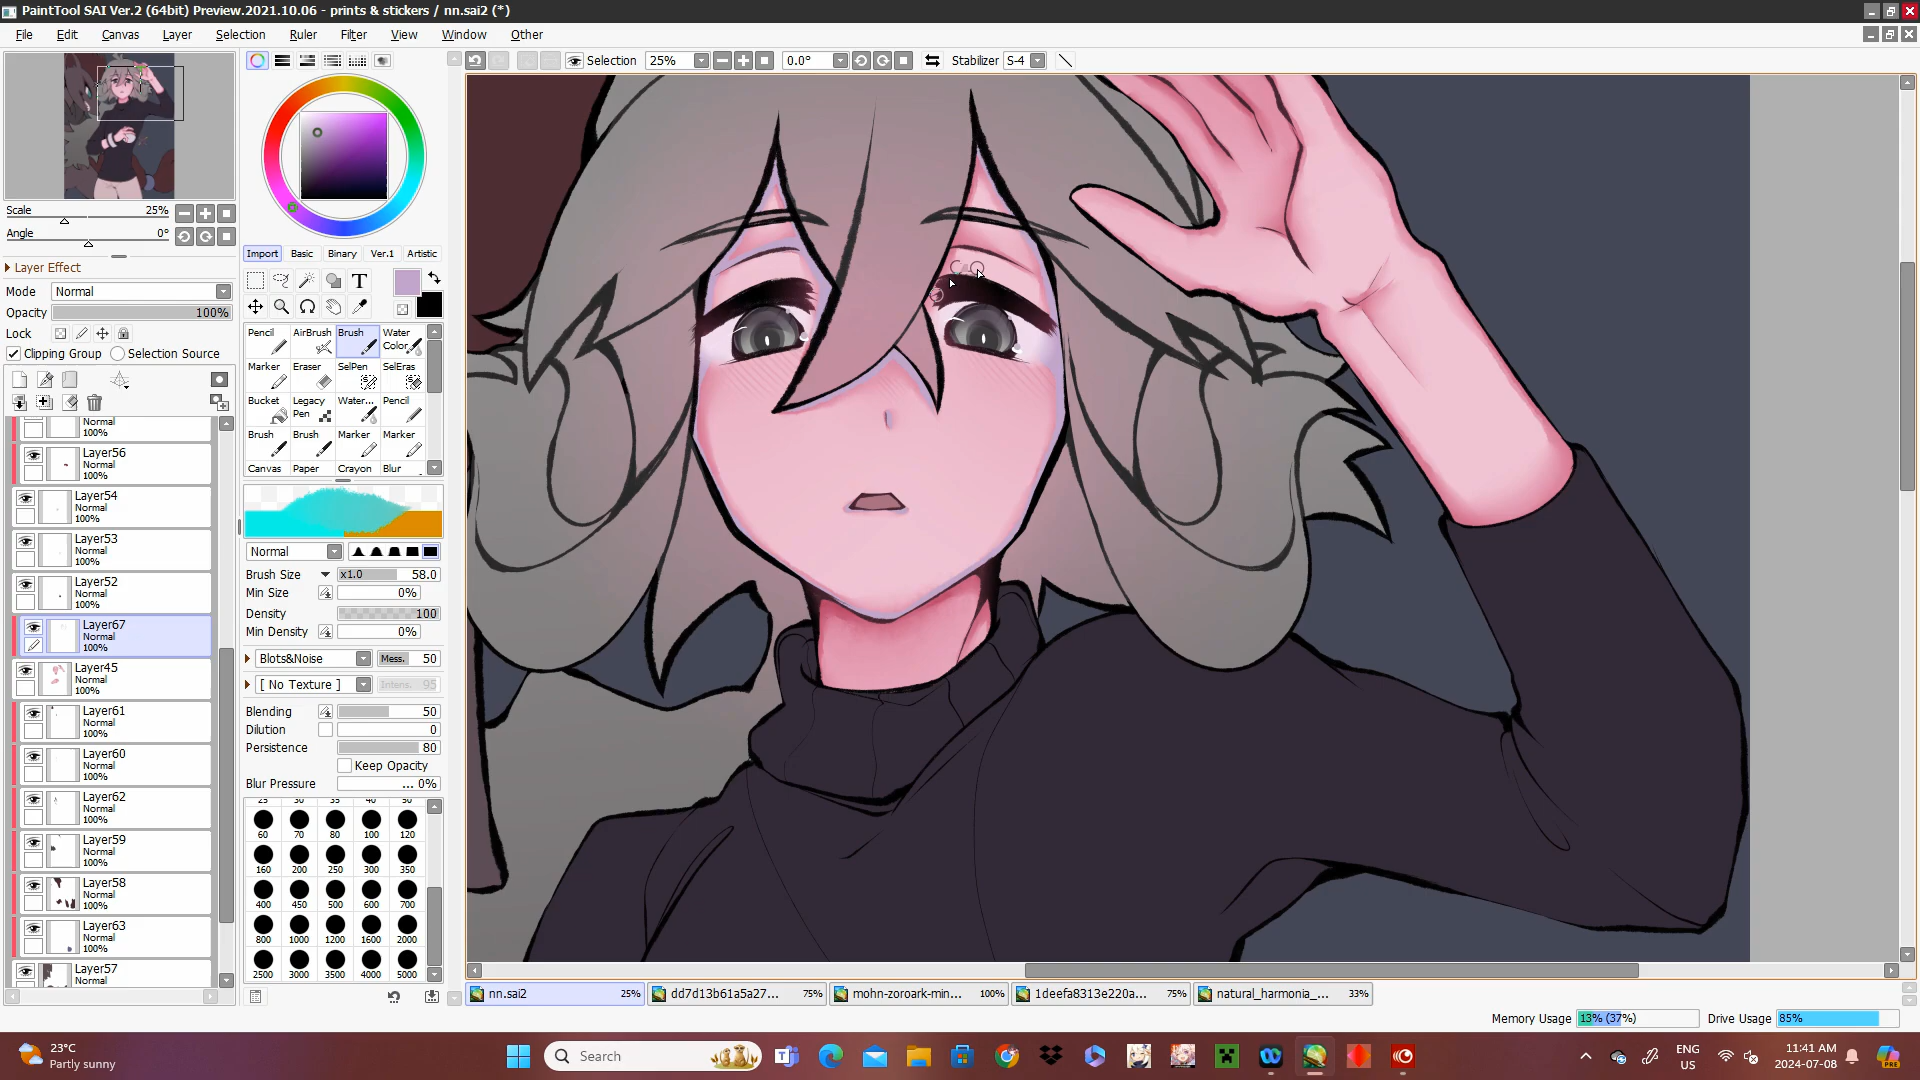 PaintTool SAI Ver.2 (64bit) Preview.2021.10.06 - prints & stickers / nn.sai2 (*)
File Edit Canvas Layer Selection Ruler Filter View Window Other
Selection 25% 0.0° Stabilizer S-4
Scale 25%
Angle 0°
Layer Effect
Mode Normal
Opacity 100%
Lock
Clipping Group Selection Source
Normal
100%
Layer56
Normal
100%
Layer54
Normal
100%
Layer53
Normal
100%
Layer52
Normal
100%
Layer67
Normal
100%
Layer45
Normal
100%
Layer61
Normal
100%
Layer60
Normal
100%
Layer62
Normal
100%
Layer59
Normal
100%
Layer58
Normal
100%
Layer63
Normal
100%
Layer57
Normal
Import Basic Binary Ver.1 Artistic
T
Pencil AirBrush Brush Water Color
Marker Eraser SelPen SelEras
Bucket Legacy Pen Water... Pencil
Brush Brush Marker Marker
Canvas Paper Crayon Blur
Normal
Brush Size x1.0 58.0
Min Size 0%
Density 100
Min Density 0%
Blots&Noise Mess. 50
[ No Texture ] Intens. 95
Blending 50
Dilution 0
Persistence 80
Keep Opacity
Blur Pressure ... 0%
25 30 35 40 50
60 70 80 100 120
160 200 250 300 350
400 450 500 600 700
800 1000 1200 1600 2000
2500 3000 3500 4000 5000
nn.sai2 25% dd7d13b61a5a27... 75% mohn-zoroark-min... 100% 1deefa8313e220a... 75% natural_harmonia_... 33%
Memory Usage 13% (37%) Drive Usage 85%
23°C
Partly sunny
Search
ENG
US
11:41 AM
2024-07-08
PRE